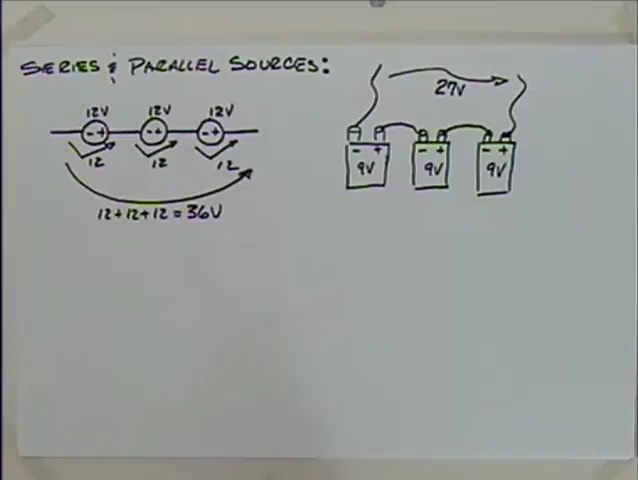 SERIES & PARALLEL SOURCES:
12V 12V 12V
- + - + - +
12 12 12
12+12+12 = 36V
27V
- + - + - +
9V 9V 9V